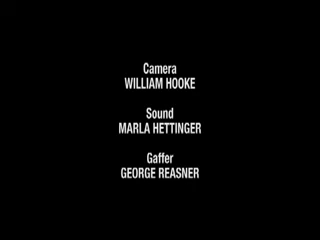 Camera
WILLIAM HOOKE
Sound
MARLA HETTINGER
Gaffer
GEORGE REASNER